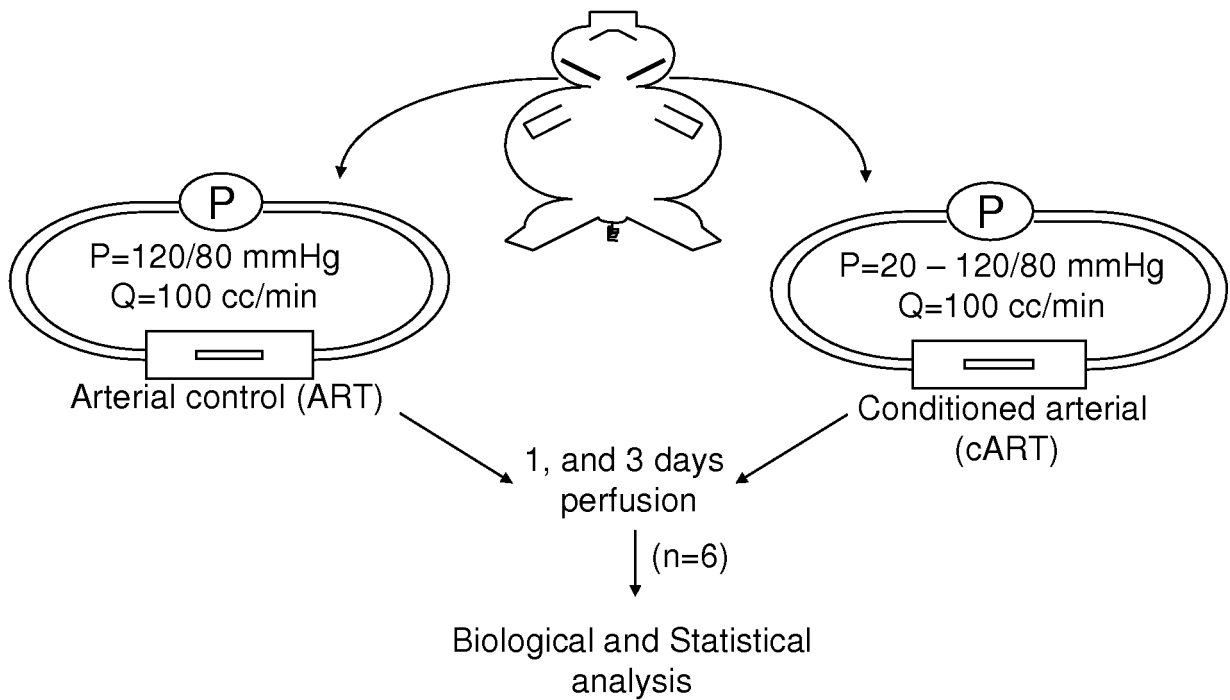 P
P=120/80 mmHg
Q=100 cc/min
Arterial control (ART)
P
P=20 – 120/80 mmHg
Q=100 cc/min
Conditioned arterial
(cART)
1, and 3 days
perfusion
(n=6)
Biological and Statistical
analysis